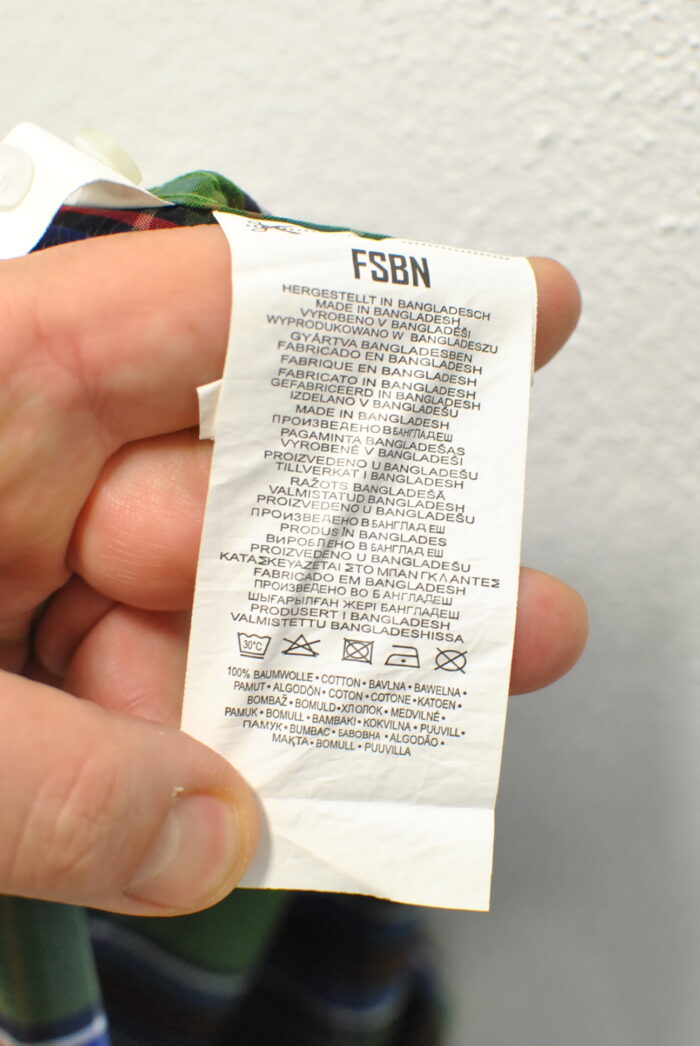 FSBN
HERGESTELLT IN BANGLADESCH
MADE IN BANGLADESH
VYROBENO V BANGLADÉŠI
WYPRODUKOWANO W BANGLADESZU
GYÁRTVA BANGLADESBEN
FABRICADO EN BANGLADESH
FABRIQUE EN BANGLADESH
FABRICATO IN BANGLADESH
GEFABRICEERD IN BANGLADESH
IZDELANO V BANGLADEŠU
MADE IN BANGLADESH
ПРОИЗВЕДЕНО В БАНГЛАДЕШ
PAGAMINTA BANGLADEŠAS
VYROBENÉ V BANGLADEŠI
PROIZVEDENO U BANGLADEŠU
TILLVERKAT I BANGLADESH
RAŽOTS BANGLADEŠĀ
VALMISTATUD BANGLADESH
PROIZVEDENO U BANGLADEŠU
ПРОИЗВЕДЕНО В БАНГЛАДЕШ
PRODUS IN BANGLADES
ВИРОБЛЕНО В БАНГЛАДЕШ
PROIZVEDENO U BANGLADEŠU
ΚΑΤΑΣΚΕΥΑΖΕΤΑΙ ΣΤΟ ΜΠΑΝΓΚΛΑΝΤΕΣ
FABRICADO EM BANGLADESH
ПРОИЗВЕДЕНО ВО БАНГЛАДЕШ
ШЫҒАРЫЛҒАН ЖЕРІ БАНГЛАДЕШ
PRODUSERT I BANGLADESH
VALMISTETTU BANGLADESHISSA
30°C
100% BAUMWOLLE • COTTON • BAVLNA • BAWEŁNA •
PAMUT • ALGODÓN • COTON • COTONE • KATOEN •
BOMBAŽ • BOMULD • ХЛОПОК • MEDVILNĖ •
PAMUK • BOMULL • BAMBAKI • KOKVILNA • PUUVILL •
ПАМУК • BUMBAC • БАВОВНА • ALGODÃO •
МАҚТА • BOMULL • PUUVILLA